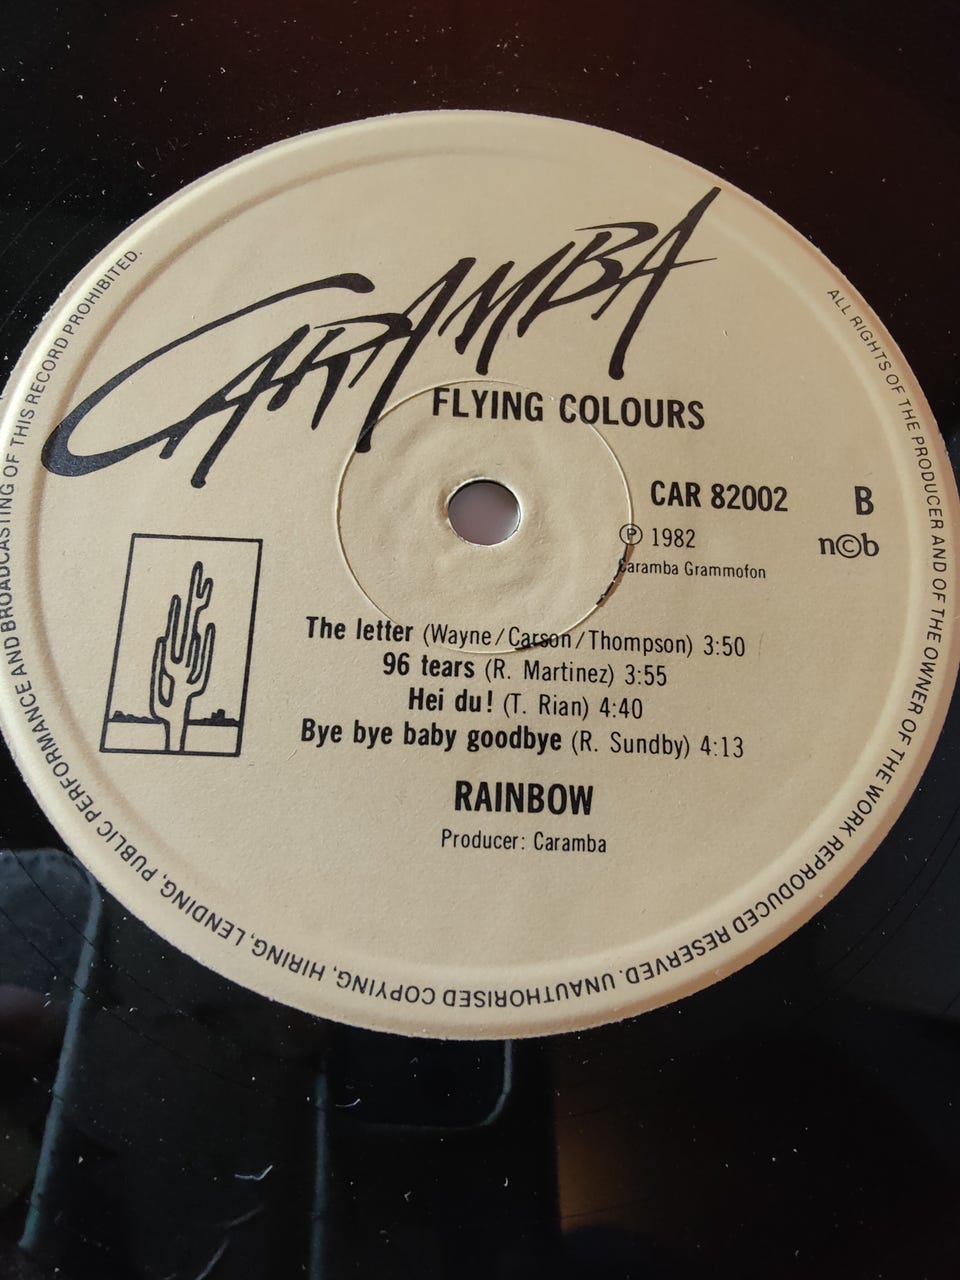 CARAMBA
FLYING COLOURS
CAR 82002 B
Ⓟ 1982 n©b
Caramba Grammofon
The letter (Wayne/Carson/Thompson) 3:50
96 tears (R. Martinez) 3:55
Hei du! (T. Rian) 4:40
Bye bye baby goodbye (R. Sundby) 4:13
RAINBOW
Producer: Caramba
ALL RIGHTS OF THE PRODUCER AND OF THE OWNER OF THE WORK REPRODUCED RESERVED. UNAUTHORISED COPYING, HIRING, LENDING, PUBLIC PERFORMANCE AND BROADCASTING OF THIS RECORD PROHIBITED.